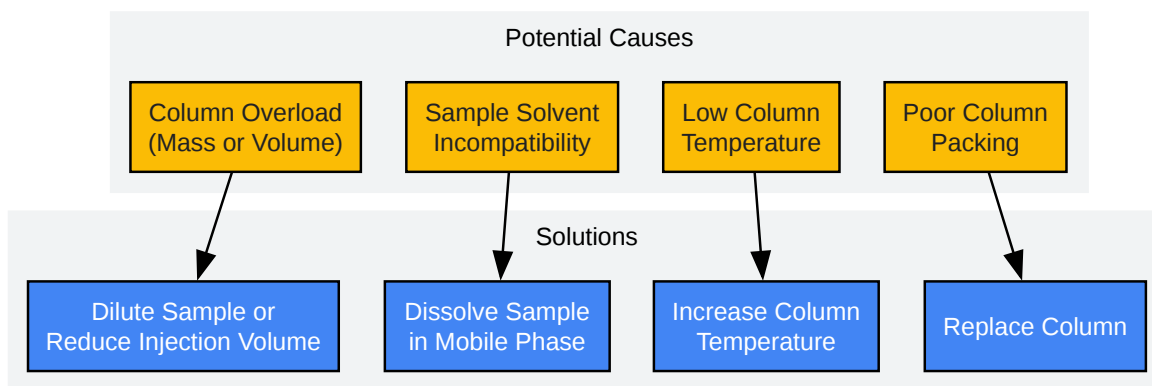 Potential Causes
Column Overload
(Mass or Volume)
Sample Solvent
Incompatibility
Low Column
Temperature
Poor Column
Packing
Solutions
Dilute Sample or
Reduce Injection Volume
Dissolve Sample
in Mobile Phase
Increase Column
Temperature
Replace Column